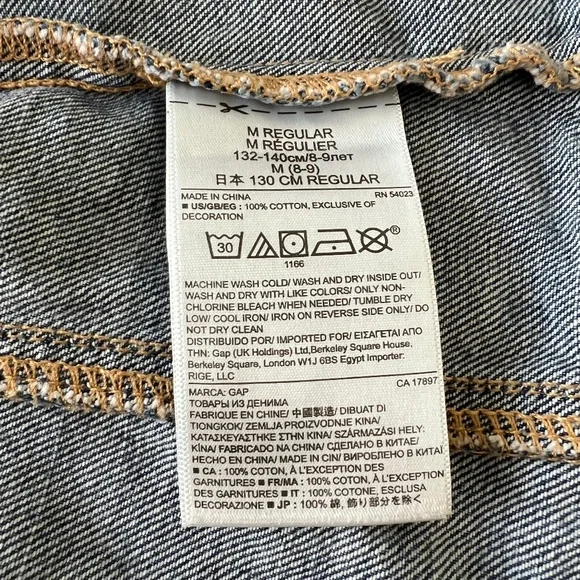 M REGULAR
M RÉGULIER
132-140см/8-9лет
M (8-9)
日本 130 CM REGULAR
MADE IN CHINA RN 54023
■ US/GB/EG : 100% COTTON, EXCLUSIVE OF
DECORATION
30
1166
MACHINE WASH COLD/ WASH AND DRY INSIDE OUT/
WASH AND DRY WITH LIKE COLORS/ ONLY NON-
CHLORINE BLEACH WHEN NEEDED/ TUMBLE DRY
LOW/ COOL IRON/ IRON ON REVERSE SIDE ONLY/ DO
NOT DRY CLEAN
DISTRIBUIDO POR/ IMPORTED FOR/ ΕΙΣΑΓΕΤΑΙ ΑΠΟ
ΤΗΝ: Gap (UK Holdings) Ltd,Berkeley Square House,
Berkeley Square, London W1J 6BS Egypt Importer:
RIGE, LLC
MARCA: GAP CA 17897
ТОВАРЫ ИЗ ДЕНИМА
FABRIQUE EN CHINE/ 中國製造/ DIBUAT DI
TIONGKOK/ ZEMLJA PROIZVODNJE KINA/
ΚΑΤΑΣΚΕΥΑΣΤΗΚΕ ΣΤΗΝ ΚΙΝΑ/ SZÁRMAZÁSI HELY:
KÍNA/ FABRICADO NA CHINA/ СДЕЛАНО В КИТАЕ/
HECHO EN CHINA/ MADE IN CIN/ ВИРОБЛЕНО В КИТАЇ
■ CA : 100% COTON, À L'EXCEPTION DES
GARNITURES ■ FR/MA : 100% COTON, À L'EXCEPTION
DES GARNITURES ■ IT : 100% COTONE, ESCLUSA
DECORAZIONE ■ JP : 100% 綿, 飾り部分は除く